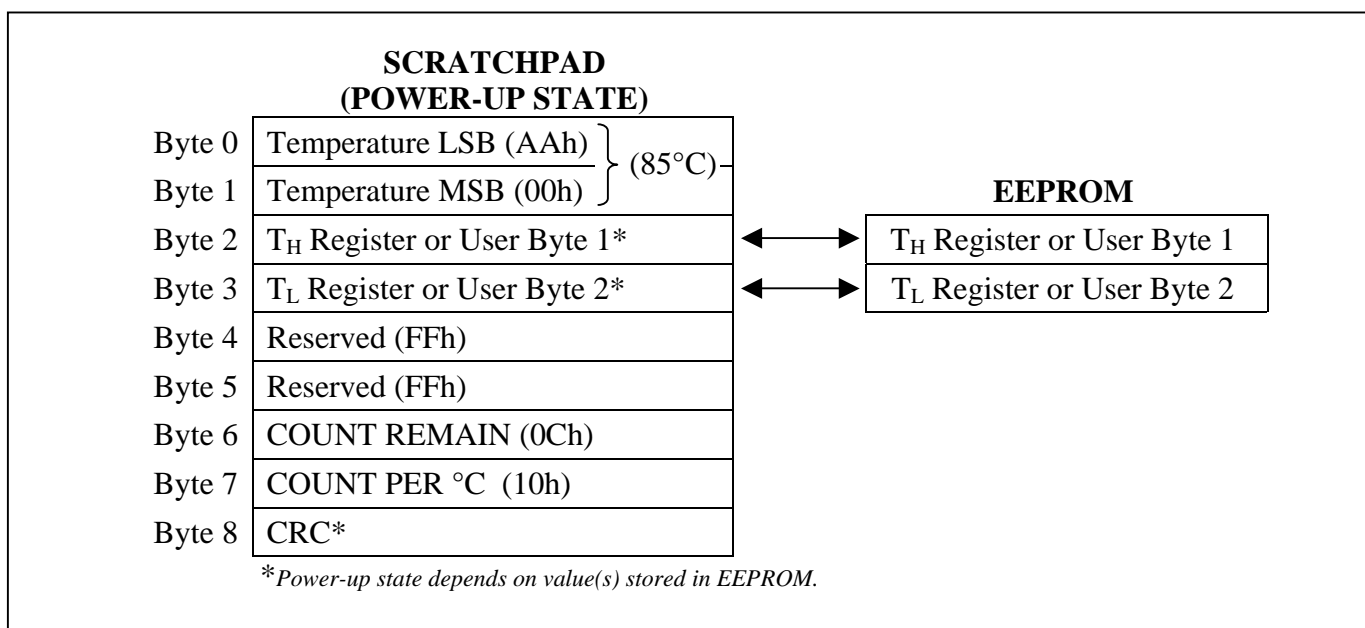 SCRATCHPAD
(POWER-UP STATE)
Byte 0 Temperature LSB (AAh)
(85°C)
Byte 1 Temperature MSB (00h)
EEPROM
Byte 2 TH Register or User Byte 1* TH Register or User Byte 1
Byte 3 TL Register or User Byte 2* TL Register or User Byte 2
Byte 4 Reserved (FFh)
Byte 5 Reserved (FFh)
Byte 6 COUNT REMAIN (0Ch)
Byte 7 COUNT PER °C (10h)
Byte 8 CRC*
*Power-up state depends on value(s) stored in EEPROM.